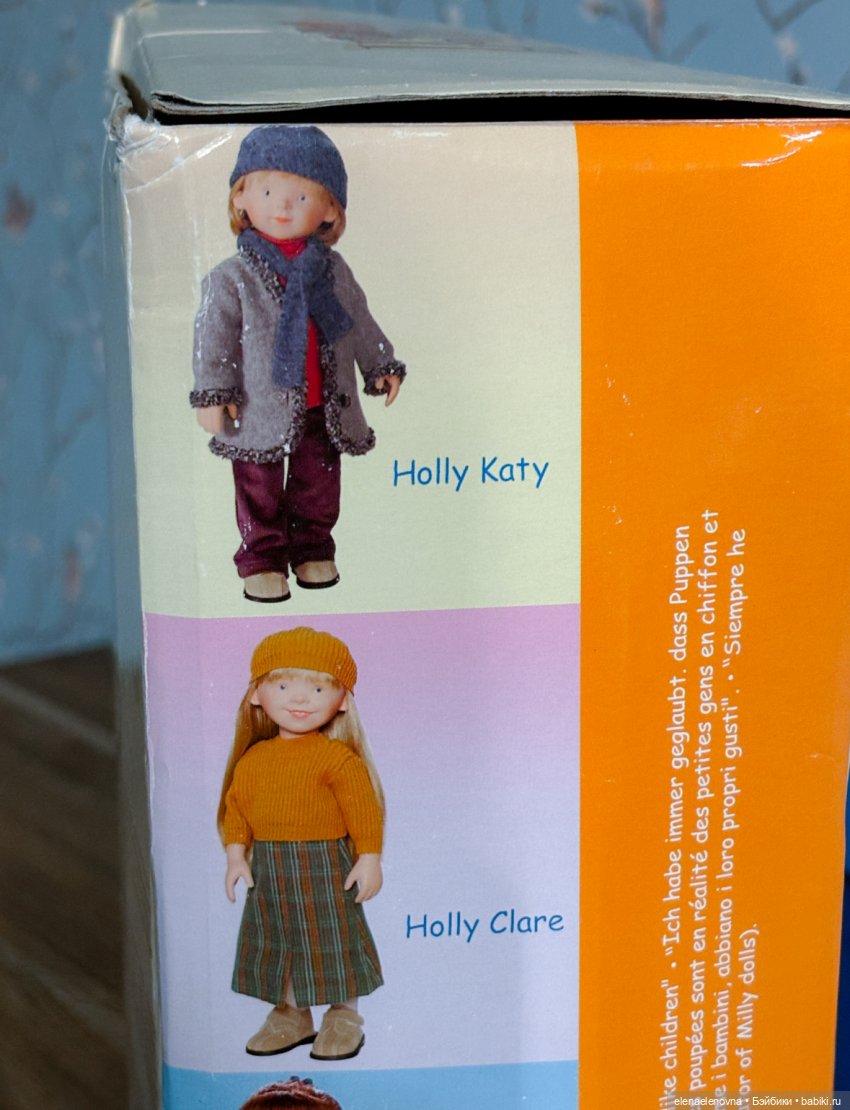 Holly Katy
Holly Clare
like children" • "Ich habe immer geglaubt. dass Puppen
poupées sont en réalité des petites gens en chiffon et
e i bambini, abbiano i loro propri gusti". • "Siempre he
or of Milly dolls).
elenaelenovna • Бэйбики • babiki.ru